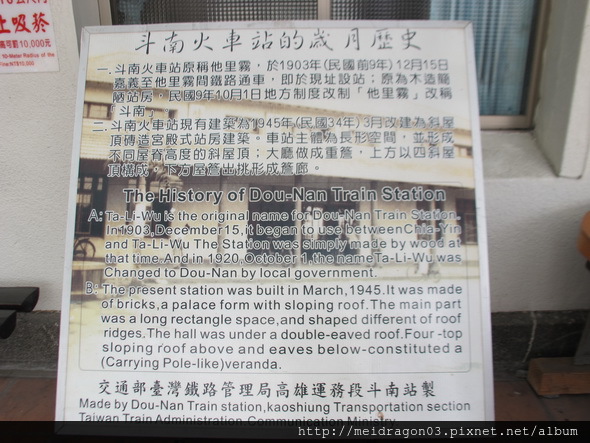 上吸菸
高可罰10,000元
斗南火車站的歲月歷史
一.斗南火車站原稱他里霧，於1903年(民國前9年)12月15日
嘉義至他里霧間鐵路通車，即於現址設站；原為木造簡
陋站房，民國9年10月1日地方制度改制「他里霧」改稱
「斗南」。
二.斗南火車站現有建築為1945年(民國34年)3月改建為斜屋
頂磚造宮殿式站房建築。車站主體為長形空間，並形成
不同屋脊高度的斜屋頂；大廳做成重簷，上方以四斜屋
頂構成，下方屋簷出挑形成簷廊。
The History of Dou-Nan Train Station
A: Ta-Li-Wu is the original name for Dou-Nan Train Station.
In 1903,December 15,it began to use between Chia-Yin
and Ta-Li-Wu The Station was simply made by wood at
that time.And in 1920,October 1,the name Ta-Li-Wu was
Changed to Dou-Nan by local government.
B: The present station was built in March,1945.It was made
of bricks,a palace form with sloping roof.The main part
was a long rectangle space,and shaped different of roof
ridges.The hall was under a double-eaved roof.Four-top
sloping roof above and eaves below-constituted a
(Carrying Pole-like)veranda.
交通部臺灣鐵路管理局高雄運務段斗南站製
Made by Dou-Nan Train station,kaoshiung Transportation section
Taiwan Train Administration Communication
http://meidragon03.pixnet.net/album